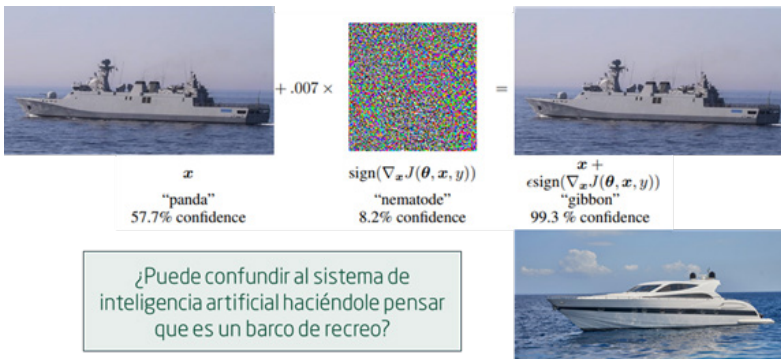 + .007 ×
=
x
sign(∇ₓJ(θ, x, y))
x +
ϵsign(∇ₓJ(θ, x, y))
“panda”
“nematode”
“gibbon”
57.7% confidence
8.2% confidence
99.3 % confidence
¿Puede confundir al sistema de
inteligencia artificial haciéndole pensar
que es un barco de recreo?